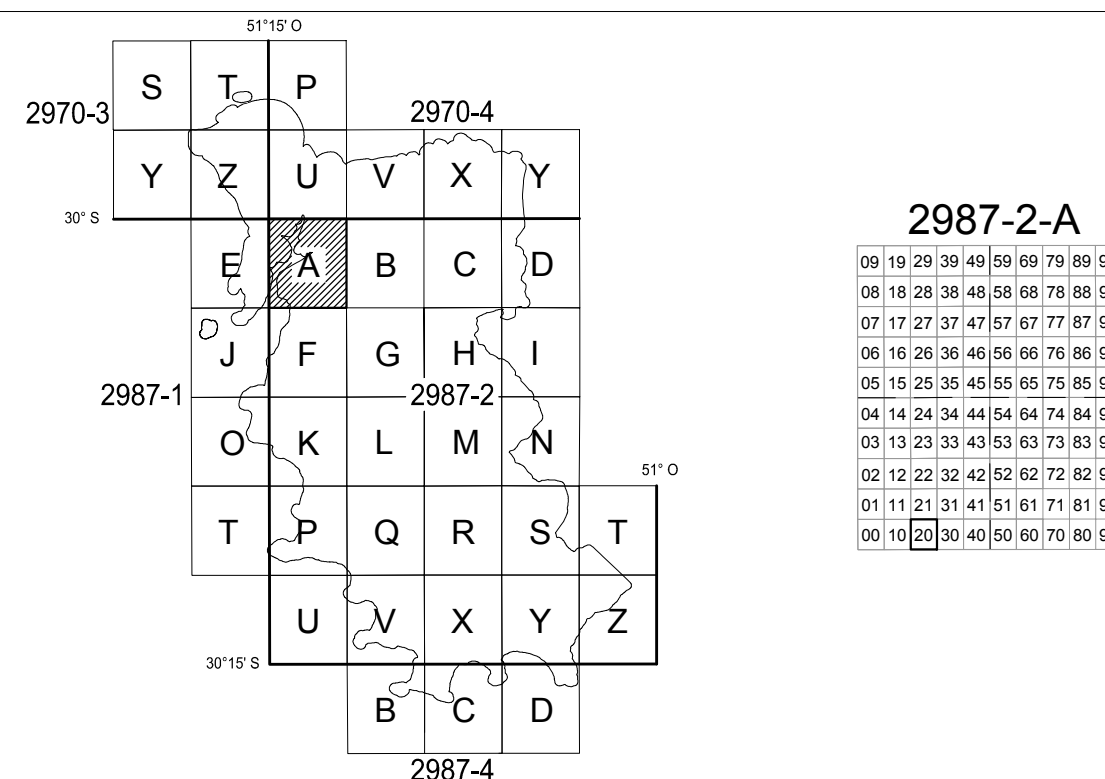 51°15' O
S T P
2970-3 2970-4
Y Z U V X Y
30° S
E A B C D
2987-2-A
09 19 29 39 49 59 69 79 89
08 18 28 38 48 58 68 78 88
07 17 27 37 47 57 67 77 87
06 16 26 36 46 56 66 76 86
05 15 25 35 45 55 65 75 85
04 14 24 34 44 54 64 74 84
03 13 23 33 43 53 63 73 83
02 12 22 32 42 52 62 72 82
01 11 21 31 41 51 61 71 81
00 10 20 30 40 50 60 70 80
J F G H I
2987-1 2987-2
O K L M N
51° O
T P Q R S T
U V X Y Z
30°15' S
B C D
2987-4